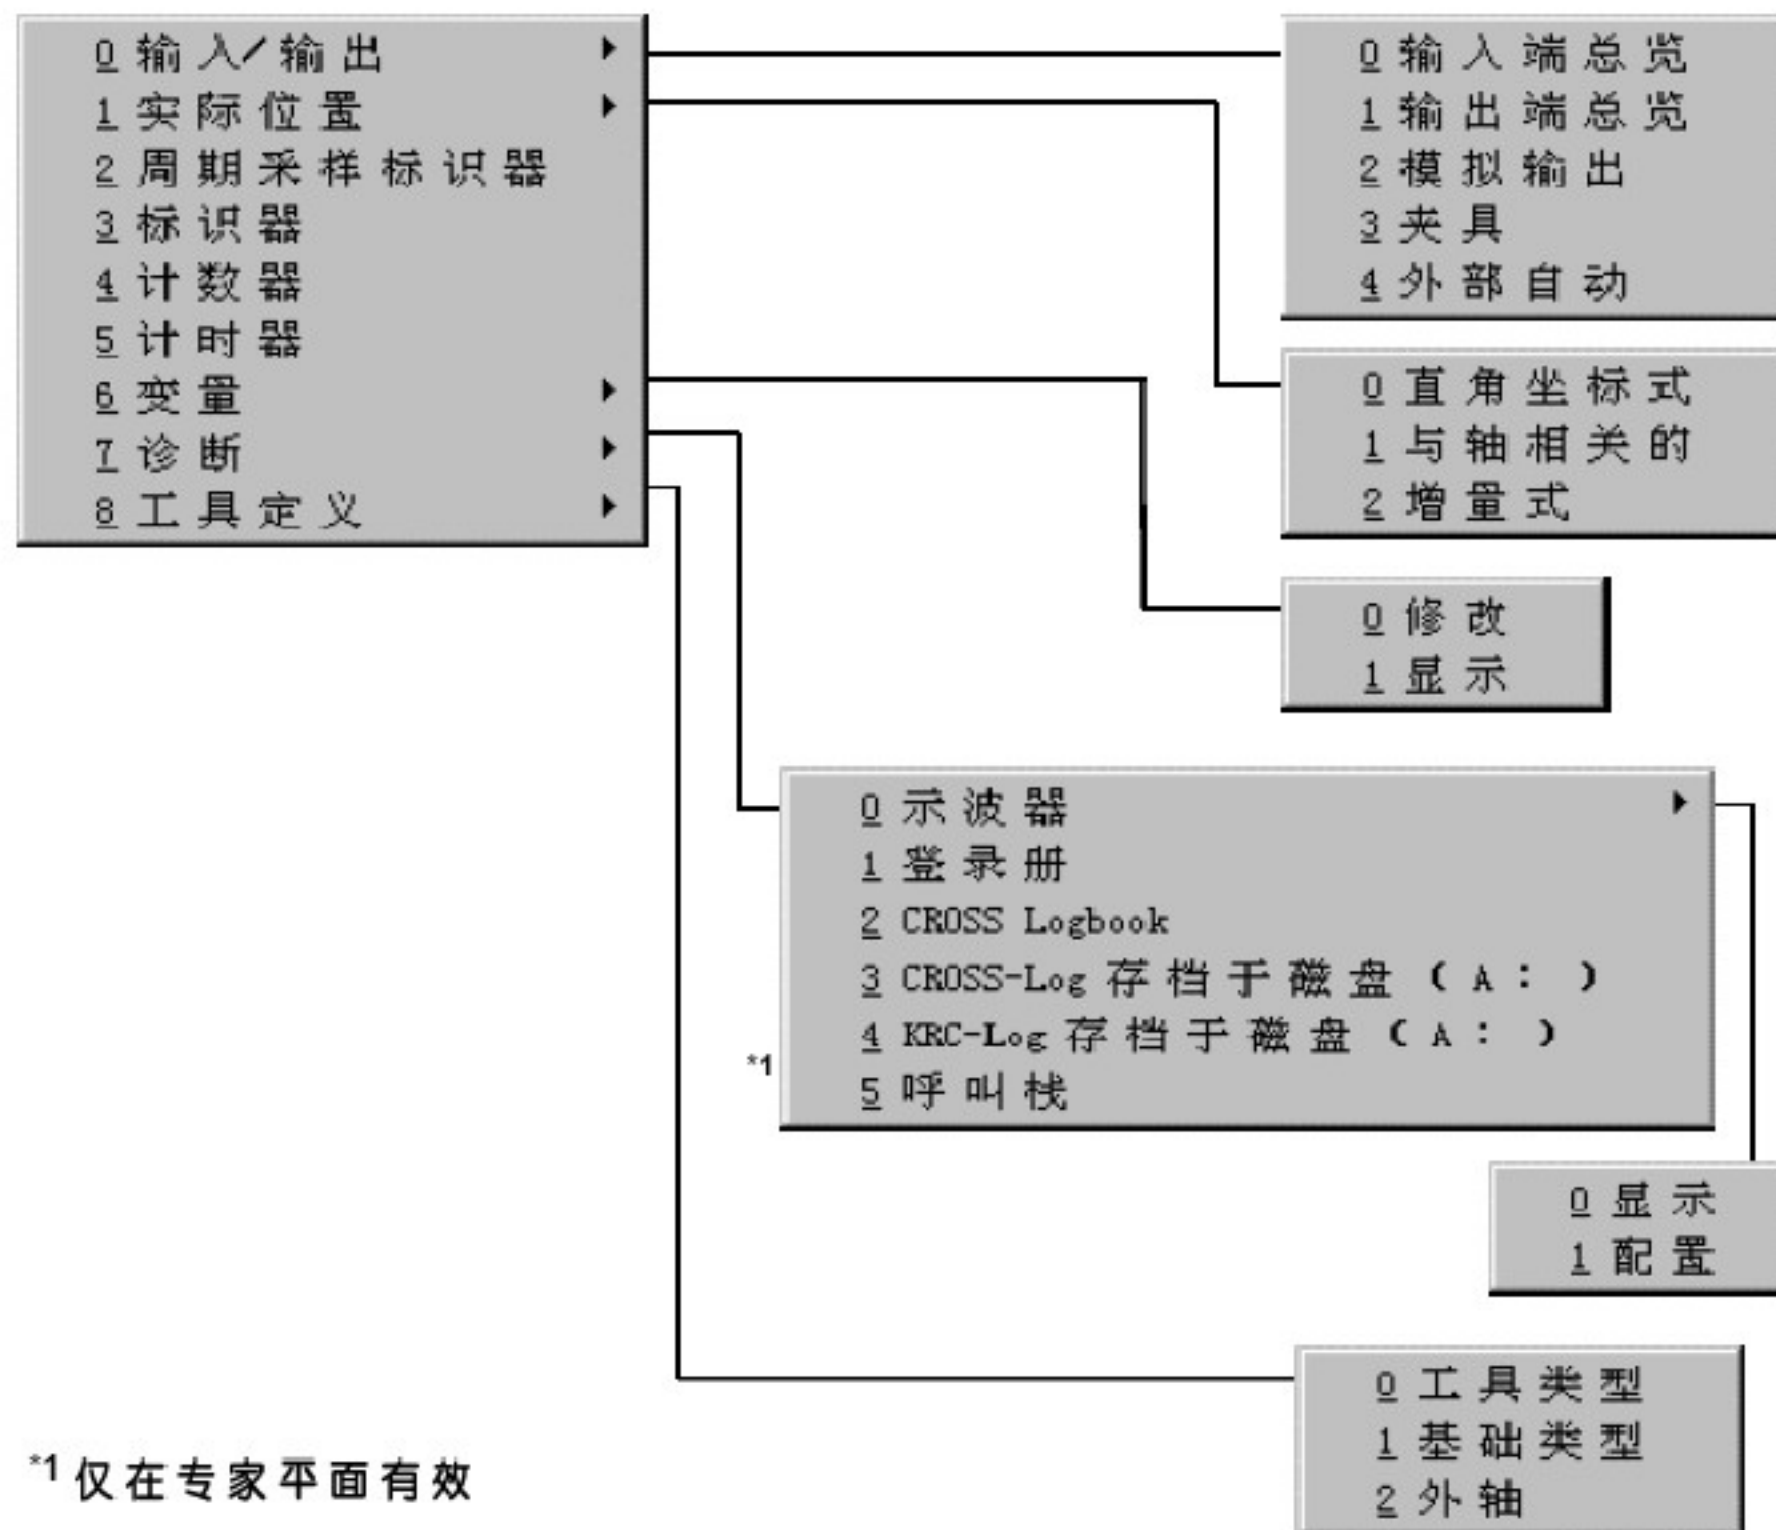 0 输入/输出
1 实际位置
2 周期采样标识器
3 标识器
4 计数器
5 计时器
6 变量
7 诊断
8 工具定义
0 输入端总览
1 输出端总览
2 模拟输出
3 夹具
4 外部自动
0 直角坐标式
1 与轴相关的
2 增量式
0 修改
1 显示
0 示波器
1 登录册
2 CROSS Logbook
3 CROSS-Log 存档于磁盘 (A: )
4 KRC-Log 存档于磁盘 (A: )
*1
5 呼叫栈
0 显示
1 配置
0 工具类型
1 基础类型
2 外轴
*1 仅在专家平面有效